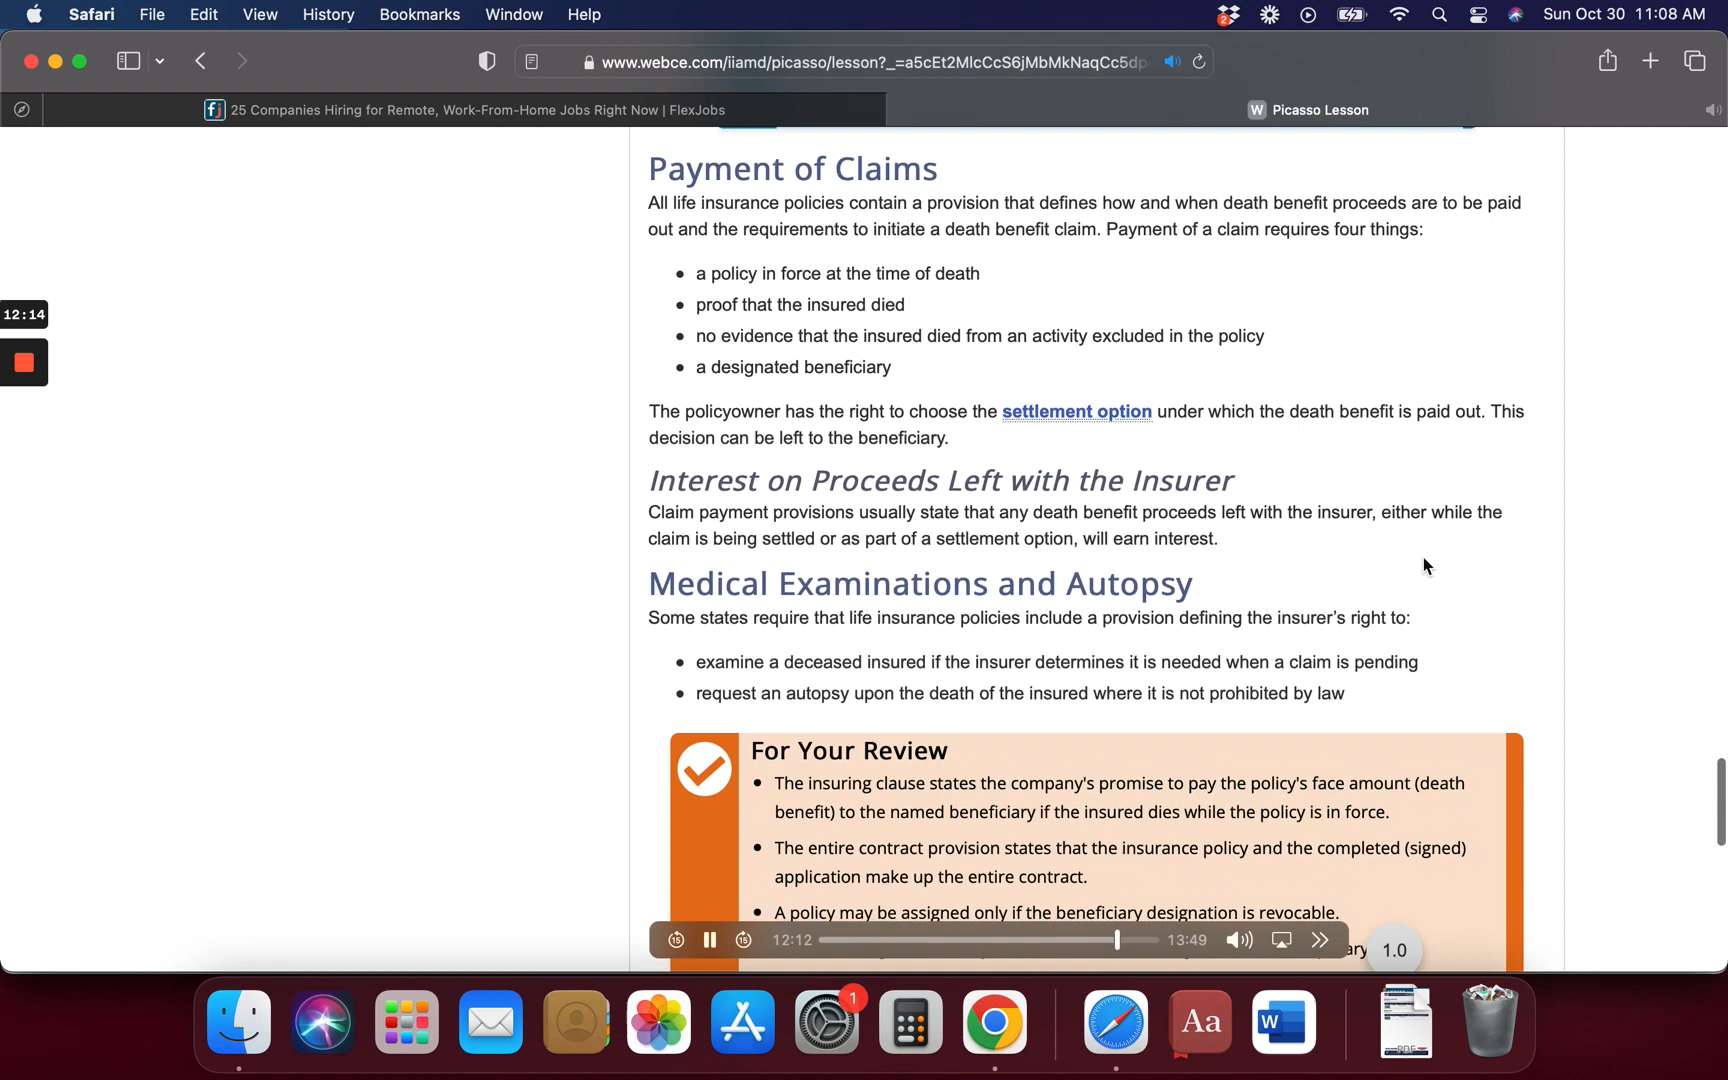 Safari File Edit View History Bookmarks Window Help
2
Sun Oct 30 11:08 AM
www.webce.com/iiamd/picasso/lesson?_=a5cEt2MlcCcS6jMbMkNaqCc5dp
25 Companies Hiring for Remote, Work-From-Home Jobs Right Now | FlexJobs
W Picasso Lesson
Payment of Claims
All life insurance policies contain a provision that defines how and when death benefit proceeds are to be paid
out and the requirements to initiate a death benefit claim. Payment of a claim requires four things:
• a policy in force at the time of death
• proof that the insured died
12:14
• no evidence that the insured died from an activity excluded in the policy
• a designated beneficiary
The policyowner has the right to choose the settlement option under which the death benefit is paid out. This
decision can be left to the beneficiary.
Interest on Proceeds Left with the Insurer
Claim payment provisions usually state that any death benefit proceeds left with the insurer, either while the
claim is being settled or as part of a settlement option, will earn interest.
Medical Examinations and Autopsy
Some states require that life insurance policies include a provision defining the insurer's right to:
• examine a deceased insured if the insurer determines it is needed when a claim is pending
• request an autopsy upon the death of the insured where it is not prohibited by law
For Your Review
• The insuring clause states the company's promise to pay the policy's face amount (death
benefit) to the named beneficiary if the insured dies while the policy is in force.
• The entire contract provision states that the insurance policy and the completed (signed)
application make up the entire contract.
• A policy may be assigned only if the beneficiary designation is revocable.
15 15 12:12 13:49
1.0
1
Aa
W
PDF